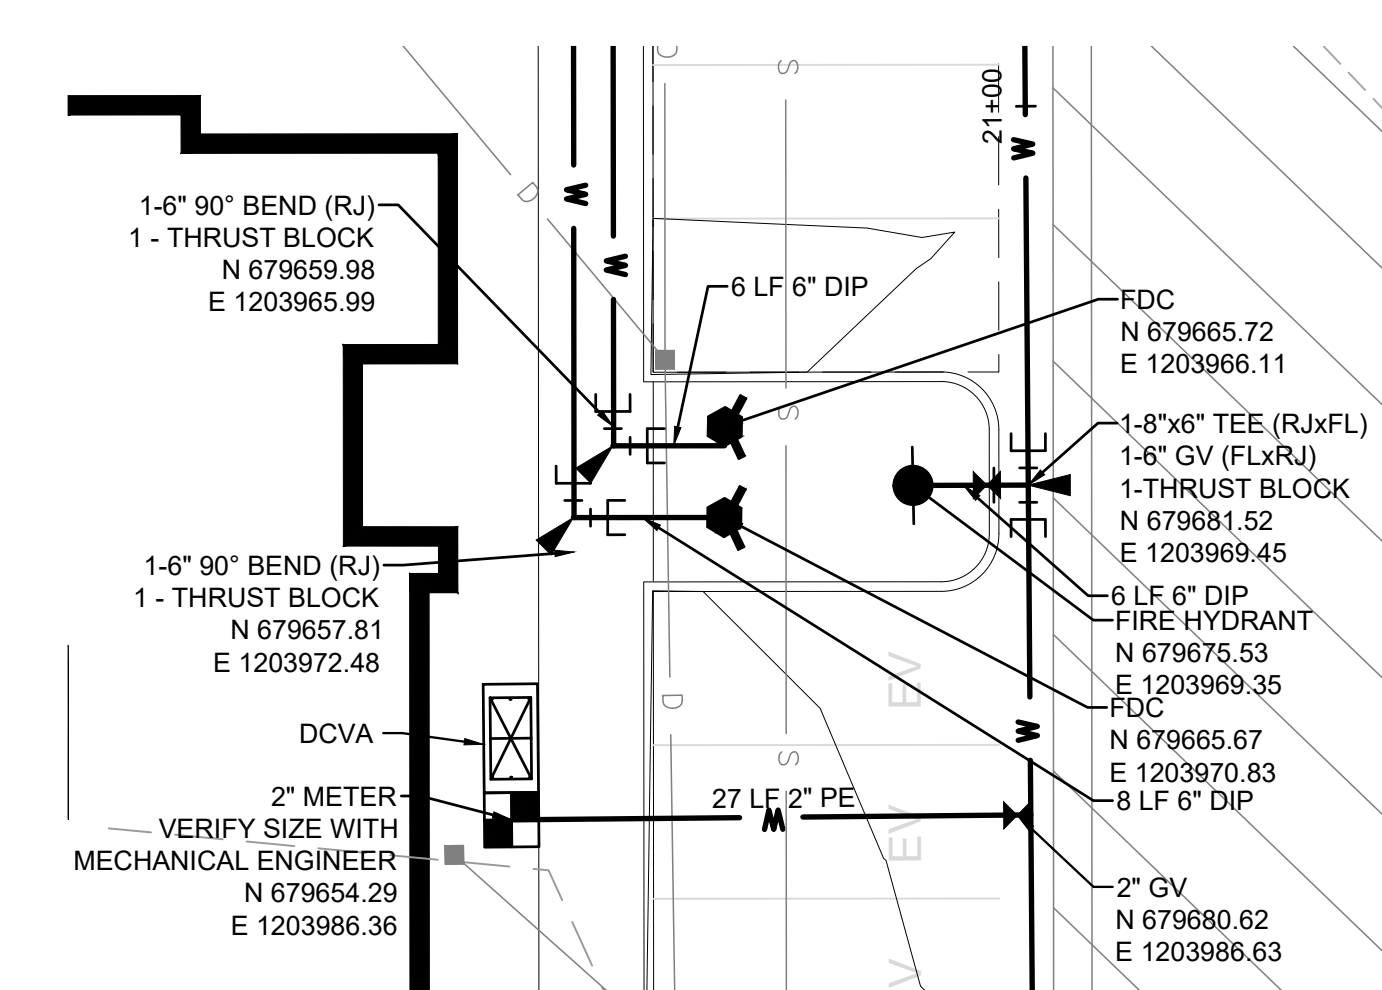 21+00
W
W
W
D
D
S
1-6" 90° BEND (RJ)
1 - THRUST BLOCK
N 679659.98
E 1203965.99
6 LF 6" DIP
FDC
N 679665.72
E 1203966.11
S
1-8"x6" TEE (RJxFL)
1-6" GV (FLxRJ)
1-THRUST BLOCK
N 679681.52
E 1203969.45
1-6" 90° BEND (RJ)
1 - THRUST BLOCK
N 679657.81
E 1203972.48
6 LF 6" DIP
FIRE HYDRANT
N 679675.53
E 1203969.35
FDC
N 679665.67
E 1203970.83
8 LF 6" DIP
EV
D
W
DCVA
S
2" METER
VERIFY SIZE WITH
MECHANICAL ENGINEER
N 679654.29
E 1203986.36
27 LF 2" PE
W
EV
2" GV
N 679680.62
E 1203986.63
V